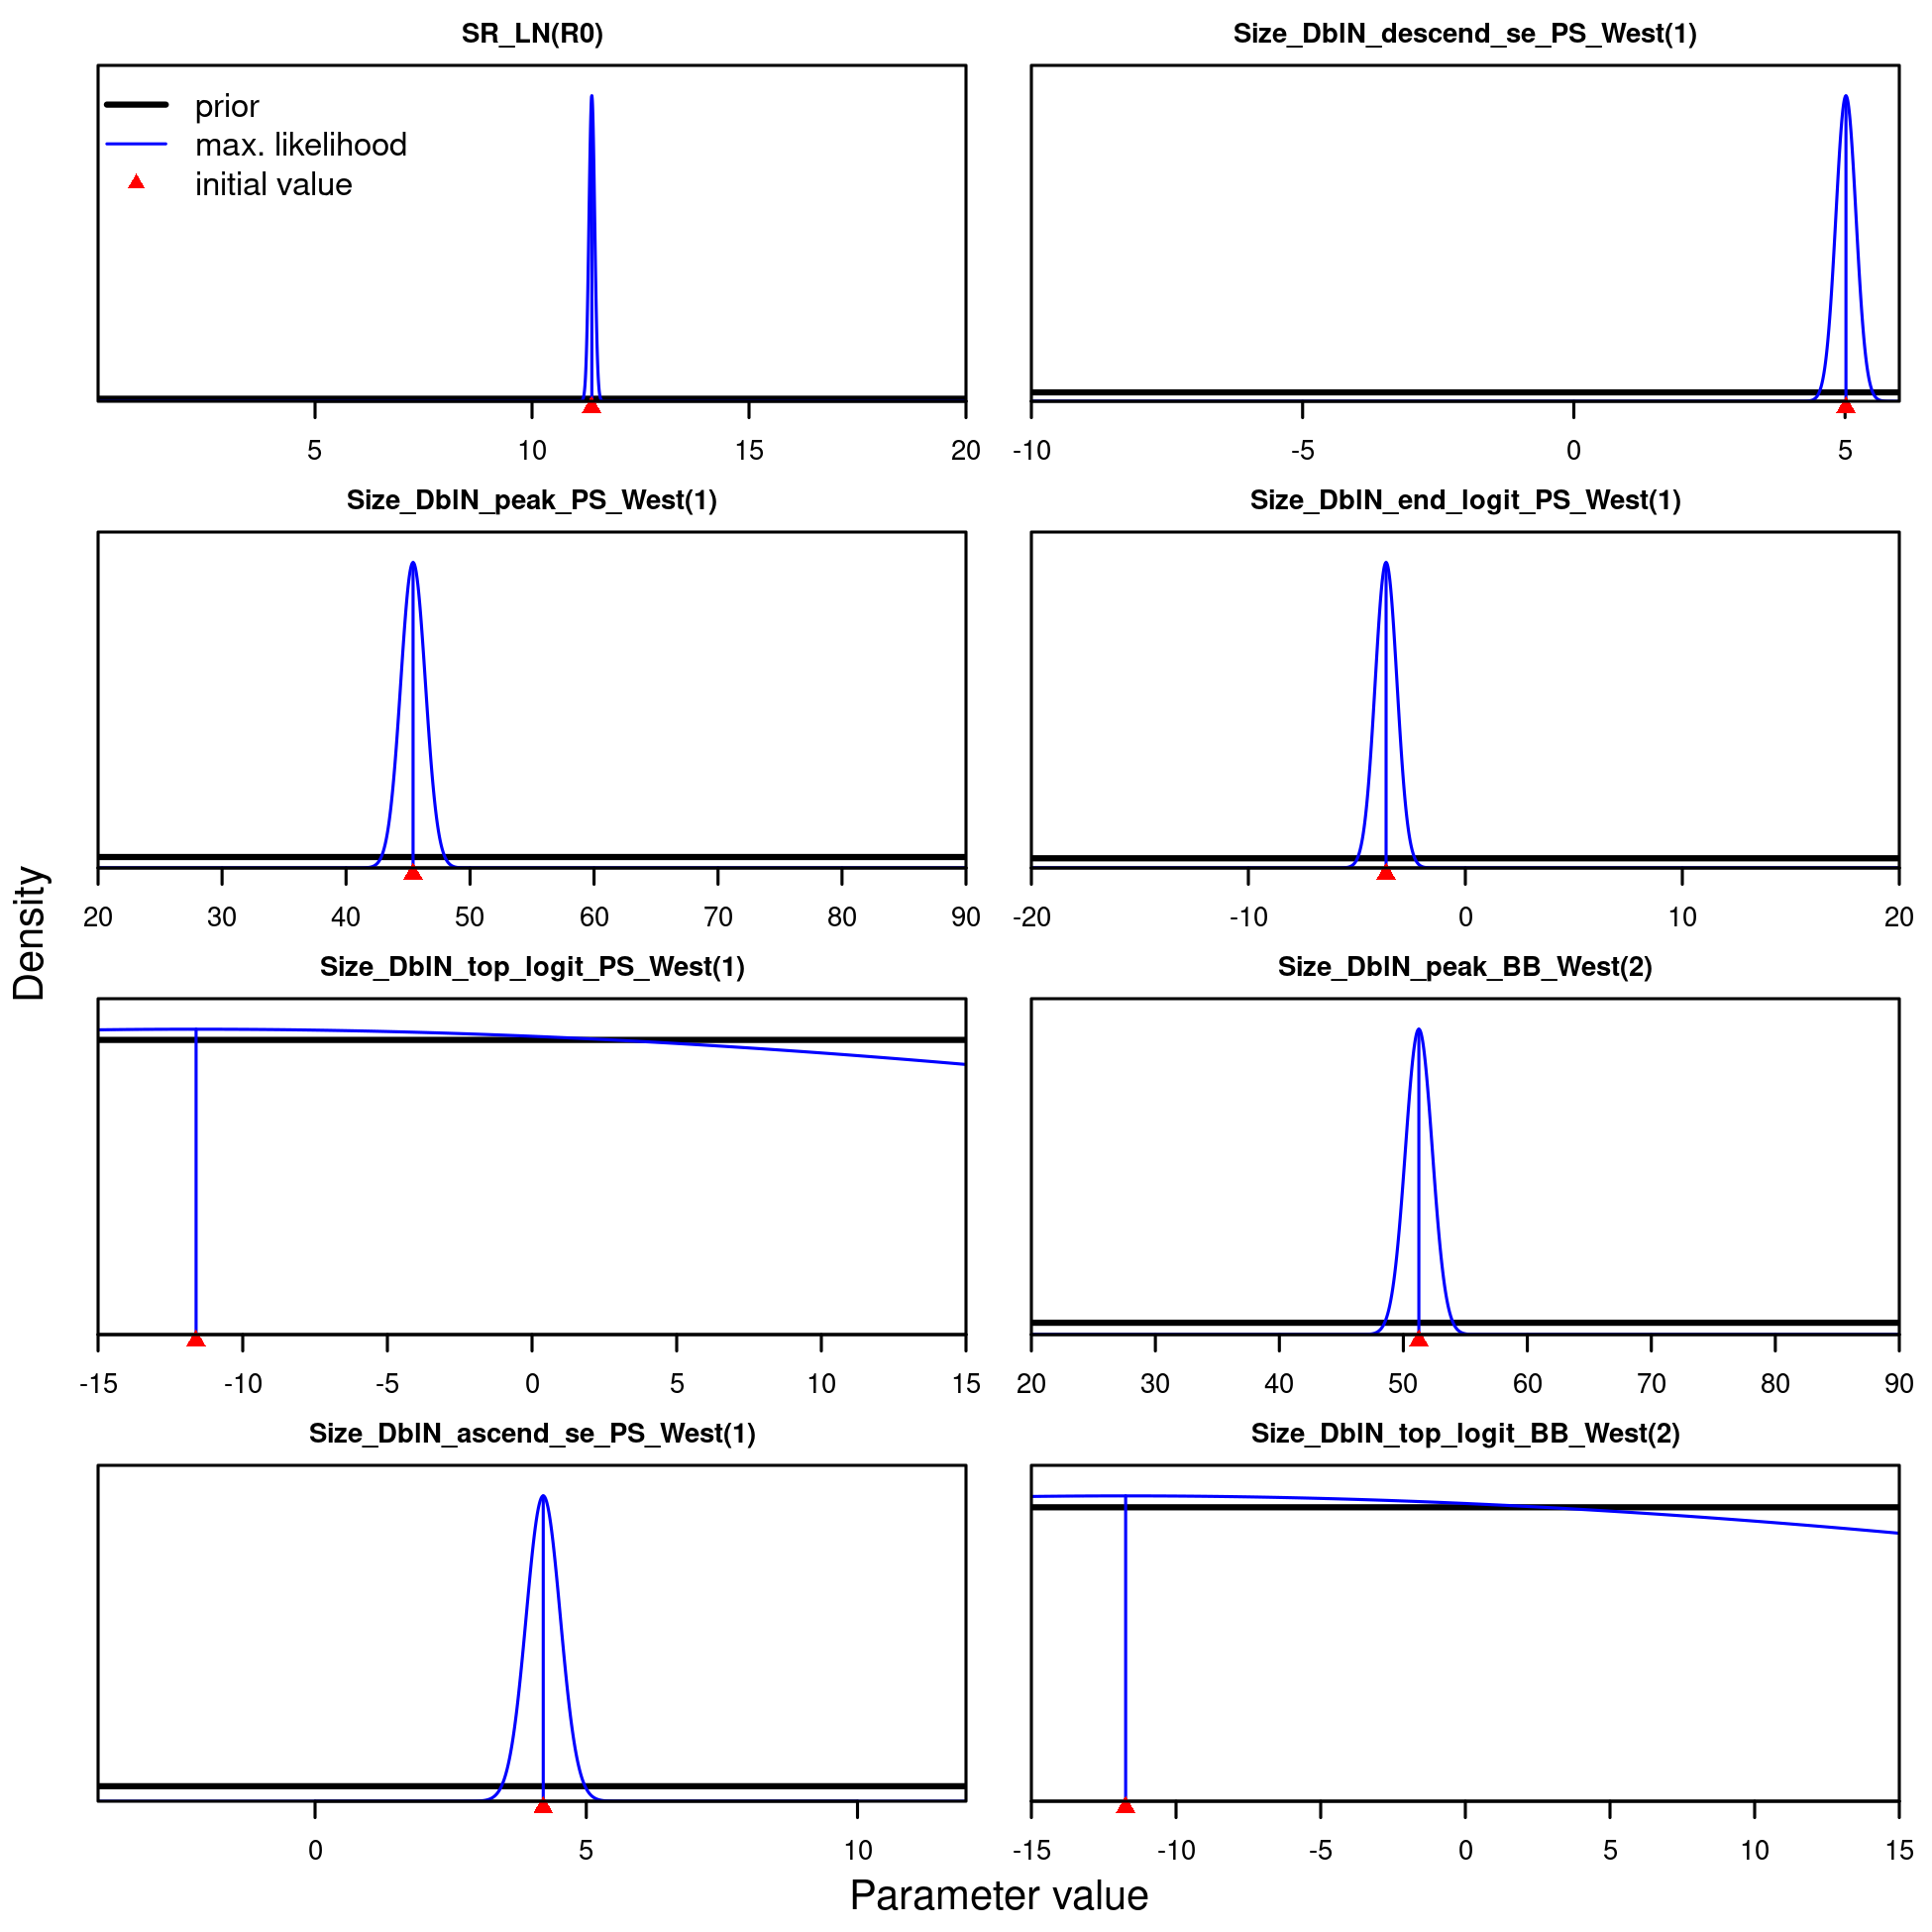 SR_LN(R0)
prior
max. likelihood
initial value
5 10 15 20
Size_DblN_descend_se_PS_West(1)
-10 -5 0 5
Size_DblN_peak_PS_West(1)
20 30 40 50 60 70 80 90
Size_DblN_end_logit_PS_West(1)
-20 -10 0 10 20
Size_DblN_top_logit_PS_West(1)
-15 -10 -5 0 5 10 15
Size_DblN_peak_BB_West(2)
20 30 40 50 60 70 80 90
Size_DblN_ascend_se_PS_West(1)
0 5 10
Size_DblN_top_logit_BB_West(2)
-15 -10 -5 0 5 10 15
Density
Parameter value